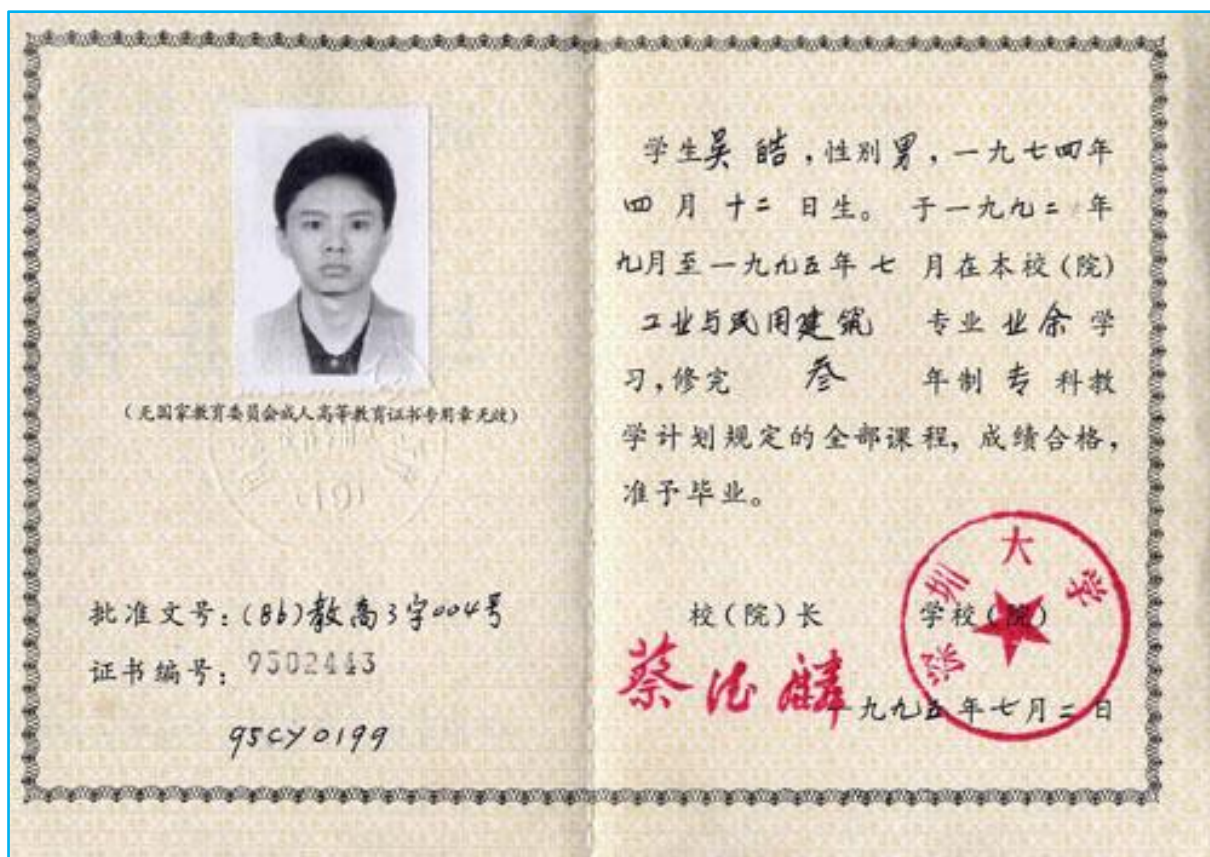 (无国家教育委员会成人高等教育证书专用章无效)
批准文号：(86)教高3字004号
证书编号：9502443
95CY0199
学生吴皓，性别男，一九七四年
四月十二日生。于一九九二年
九月至一九九五年七月在本校(院)
工业与民用建筑 专业业余学
习，修完 叁 年制专科教
学计划规定的全部课程，成绩合格，
准予毕业。
校(院)长 学校(院)
蔡德麟
深圳大学
一九九五年七月二日